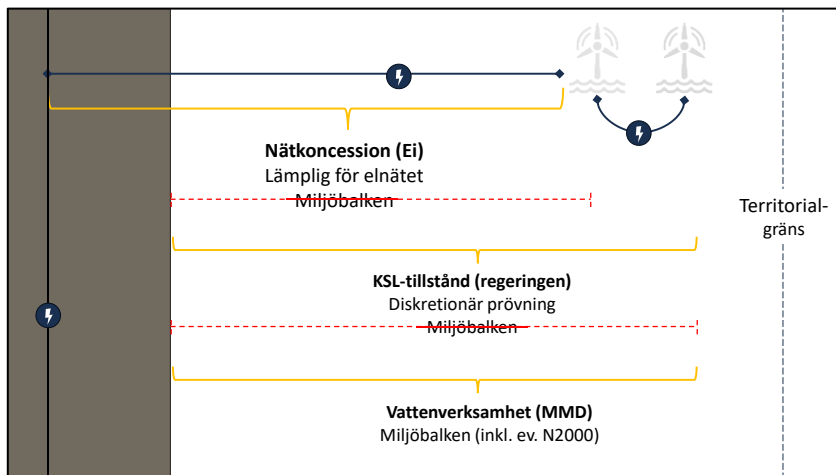 Nätkoncession (Ei)
Lämplig för elnätet
Miljöbalken
Territorial-
gräns
KSL-tillstånd (regeringen)
Diskretionär prövning
Miljöbalken
Vattenverksamhet (MMD)
Miljöbalken (inkl. ev. N2000)